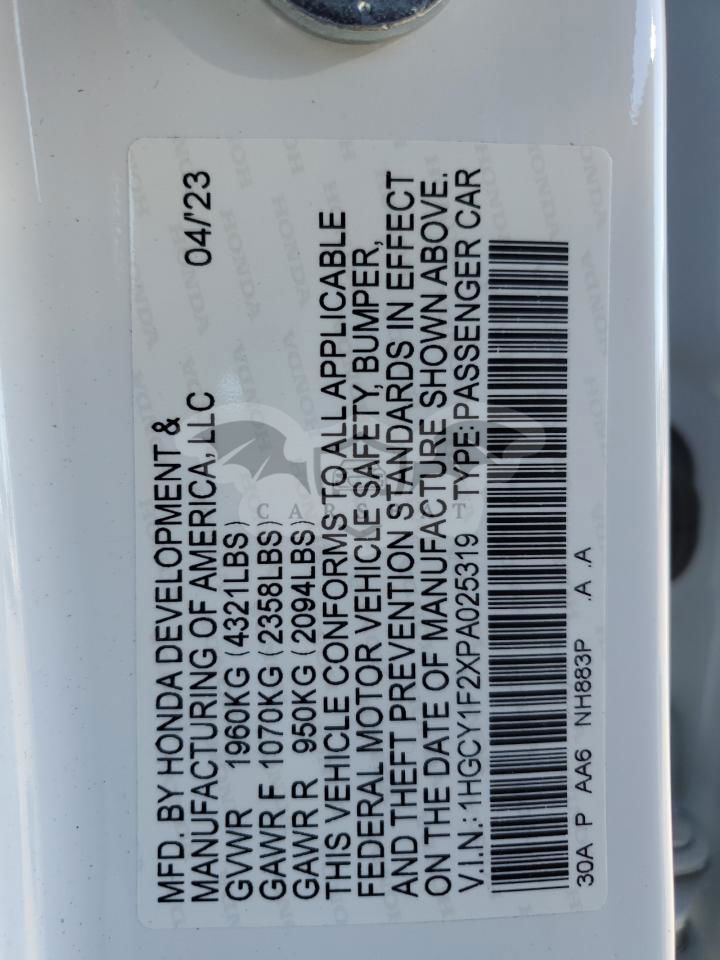 MFD. BY HONDA DEVELOPMENT &
MANUFACTURING OF AMERICA, LLC 04/'23
GVWR 1960KG (4321LBS)
GAWR F 1070KG (2358LBS)
GAWR R 950KG (2094LBS)
THIS VEHICLE CONFORMS TO ALL APPLICABLE
FEDERAL MOTOR VEHICLE SAFETY, BUMPER,
AND THEFT PREVENTION STANDARDS IN EFFECT
ON THE DATE OF MANUFACTURE SHOWN ABOVE.
V.I.N.: 1HGCY1F2XPA025319 TYPE: PASSENGER CAR
30A P AA6 NH883P .A .A
HONDA